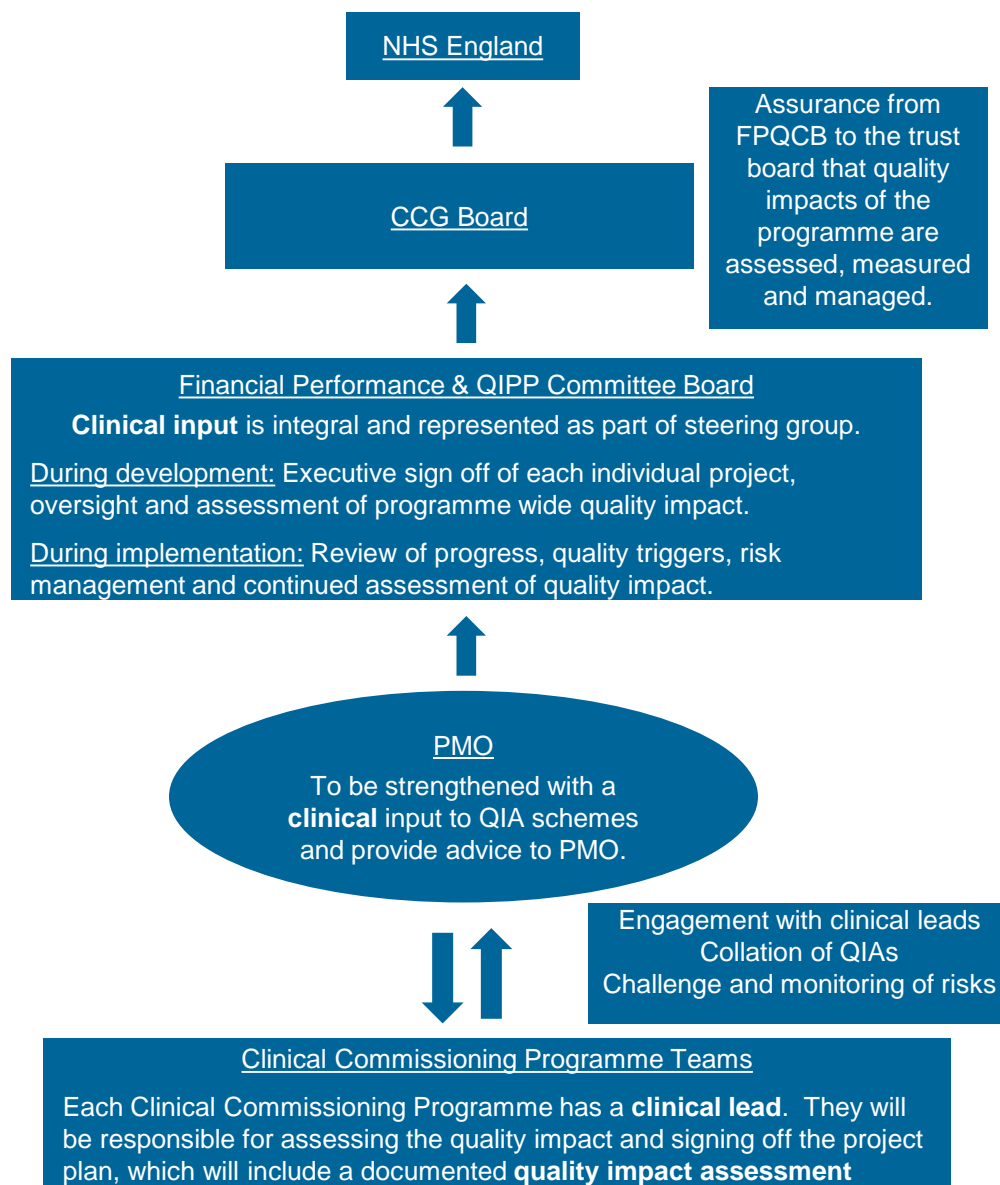 NHS England
Assurance from
FPQCB to the trust
board that quality
impacts of the
programme are
assessed, measured
and managed.
CCG Board
Financial Performance & QIPP Committee Board
Clinical input is integral and represented as part of steering group.
During development: Executive sign off of each individual project,
oversight and assessment of programme wide quality impact.
During implementation: Review of progress, quality triggers, risk
management and continued assessment of quality impact.
PMO
To be strengthened with a
clinical input to QIA schemes
and provide advice to PMO.
Engagement with clinical leads
Collation of QIAs
Challenge and monitoring of risks
Clinical Commissioning Programme Teams
Each Clinical Commissioning Programme has a clinical lead.  They will
be responsible for assessing the quality impact and signing off the project
plan, which will include a documented quality impact assessment